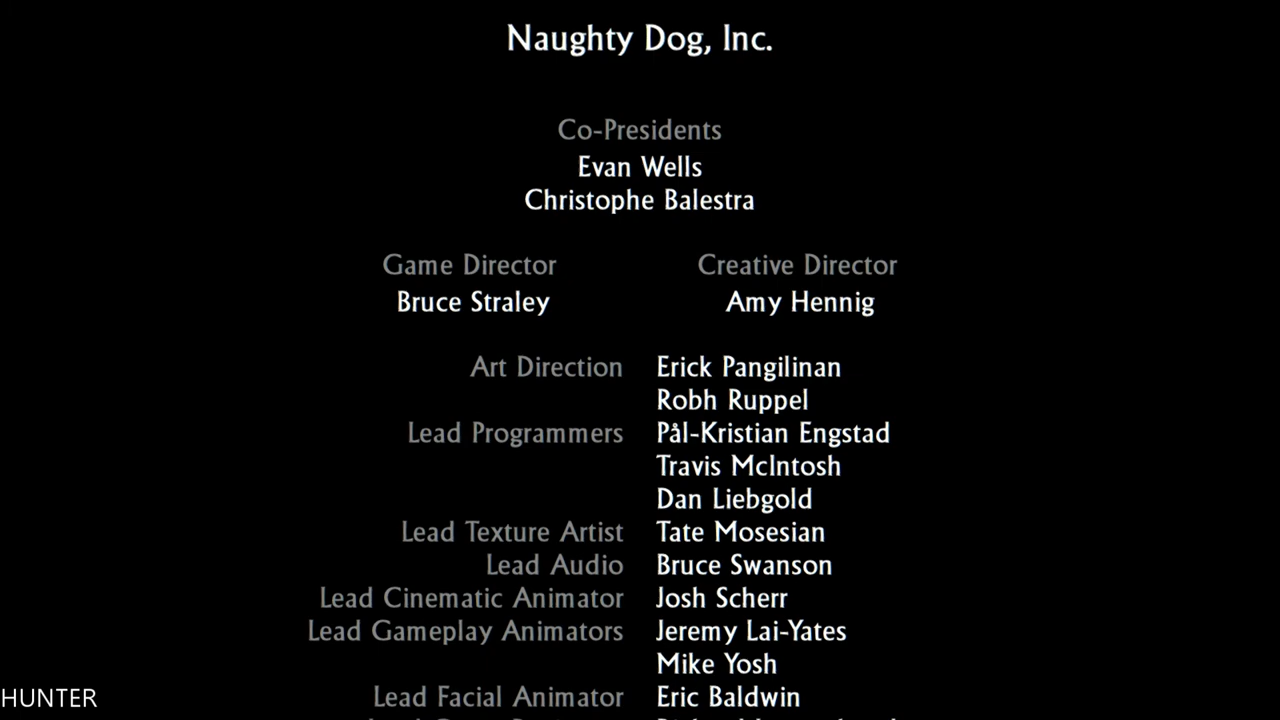 Naughty Dog, Inc.
Co-Presidents
Evan Wells
Christophe Balestra
Game Director Creative Director
Bruce Straley Amy Hennig
Art Direction Erick Pangilinan
Robh Ruppel
Lead Programmers Pål-Kristian Engstad
Travis McIntosh
Dan Liebgold
Lead Texture Artist Tate Mosesian
Lead Audio Bruce Swanson
Lead Cinematic Animator Josh Scherr
Lead Gameplay Animators Jeremy Lai-Yates
Mike Yosh
HUNTER
Lead Facial Animator Eric Baldwin